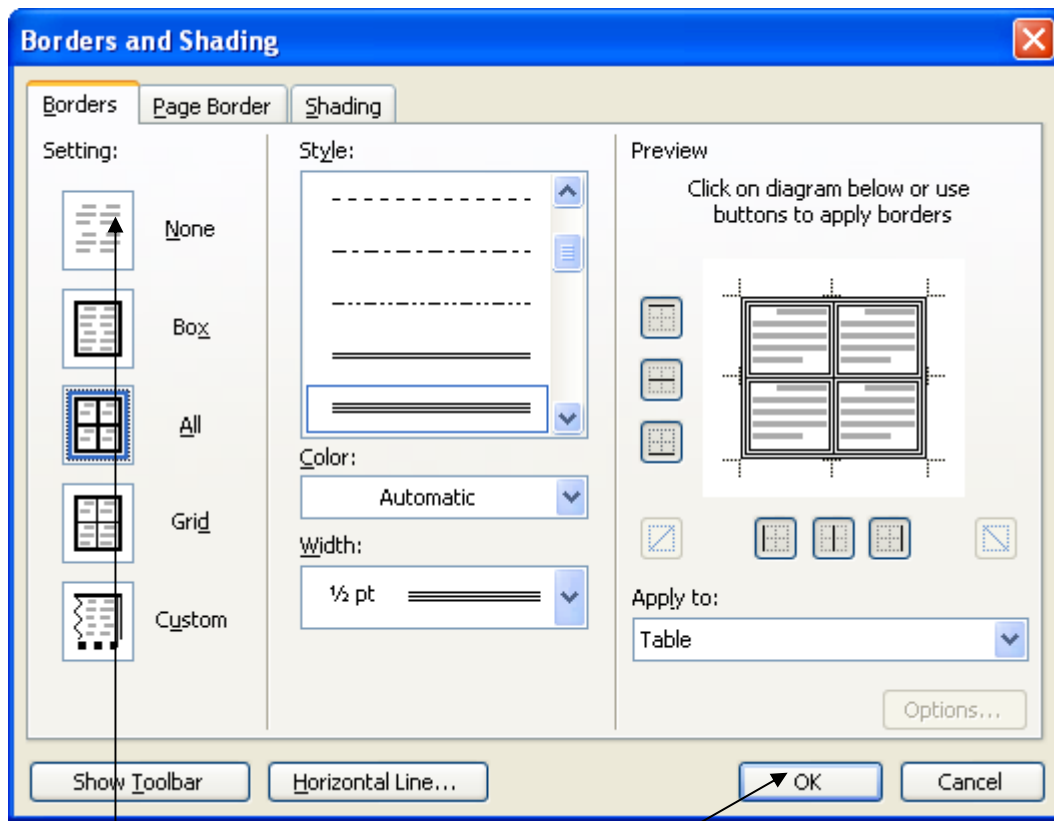 Borders and Shading
Borders
Page Border
Shading
Setting:
None
Box
All
Grid
Custom
Style:
Color:
Automatic
Width:
½ pt
Preview
Click on diagram below or use
buttons to apply borders
Apply to:
Table
Options...
Show Toolbar
Horizontal Line...
OK
Cancel